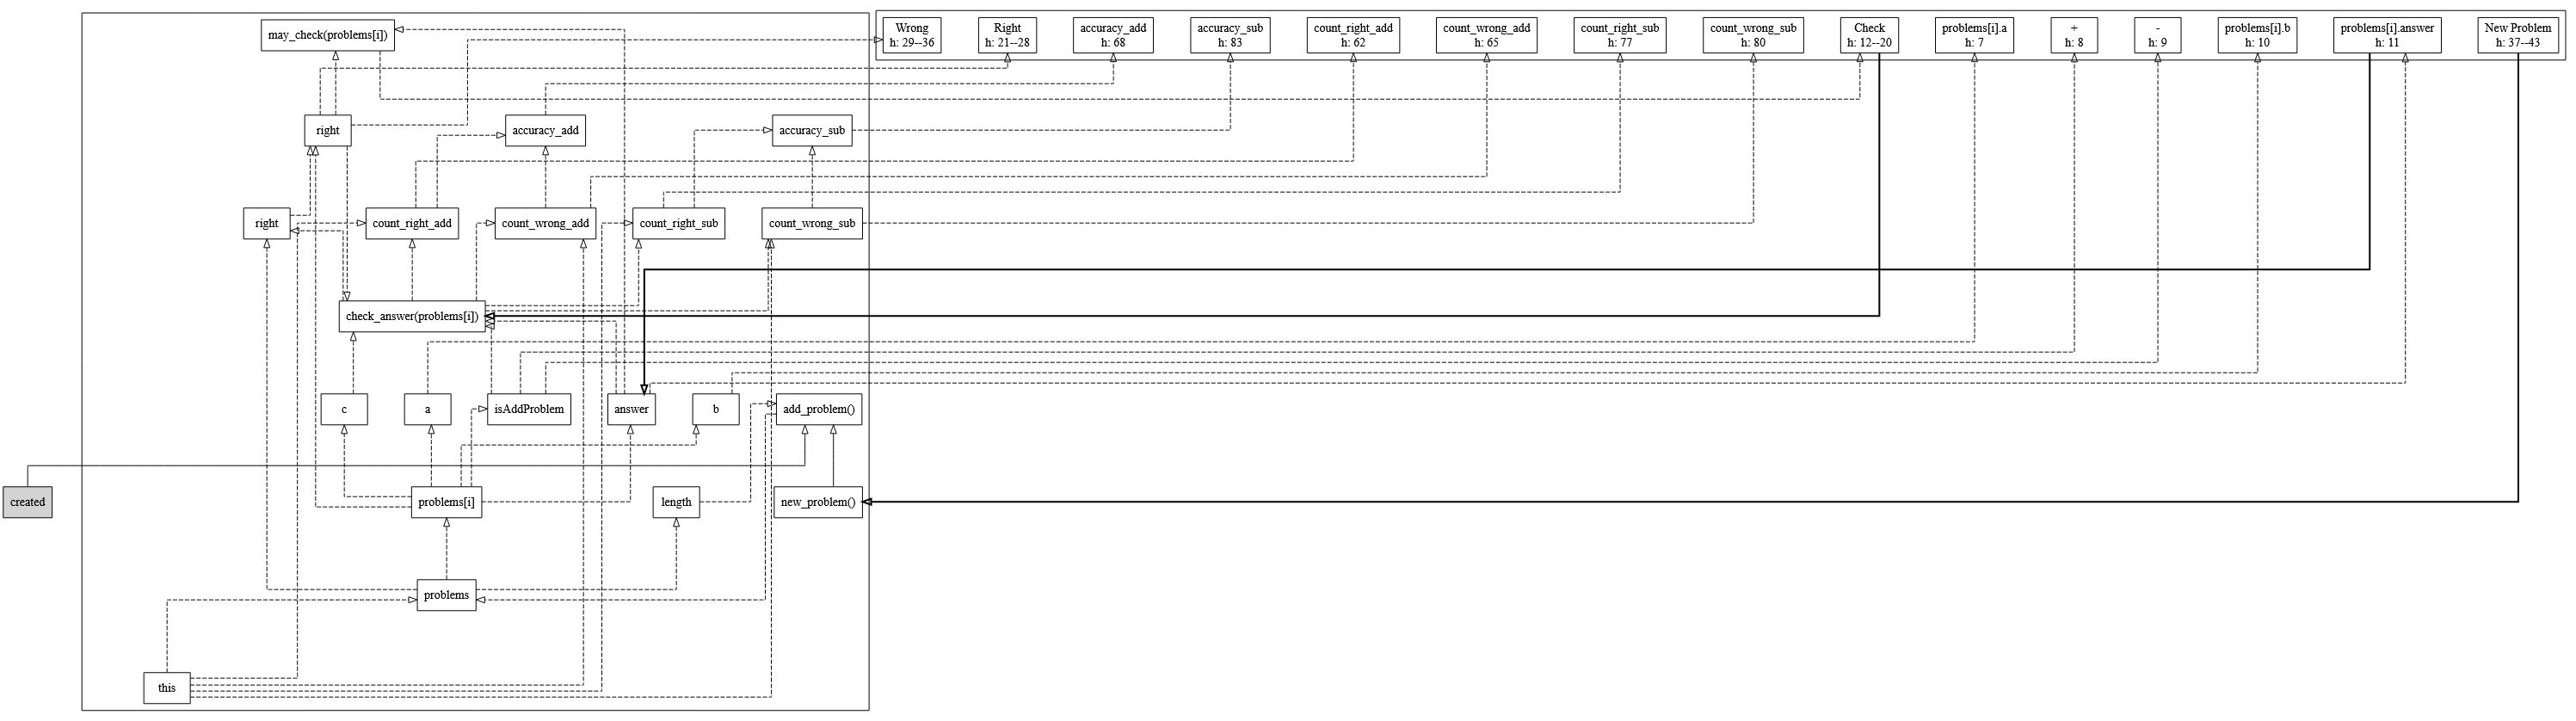 may_check(problems[i])
Wrong
h: 29--36
Right
h: 21--28
accuracy_add
h: 68
accuracy_sub
h: 83
count_right_add
h: 62
count_wrong_add
h: 65
count_right_sub
h: 77
count_wrong_sub
h: 80
Check
h: 12--20
problems[i].a
h: 7
+
h: 8
-
h: 9
problems[i].b
h: 10
problems[i].answer
h: 11
New Problem
h: 37--43
right
accuracy_add
accuracy_sub
right
count_right_add
count_wrong_add
count_right_sub
count_wrong_sub
check_answer(problems[i])
c
a
isAddProblem
answer
b
add_problem()
created
problems[i]
length
new_problem()
problems
this